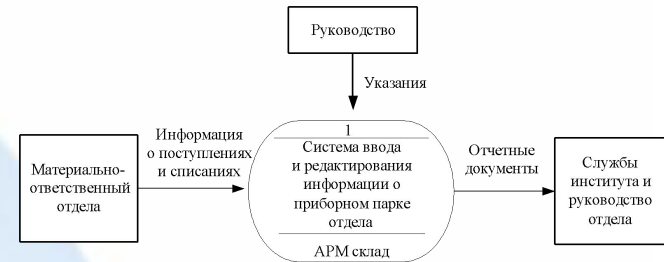 Руководство
Указания
Информация
о поступлениях
и списаниях
Материально-
ответственный
отдела
1
Система ввода
и редактирования
информации о
приборном парке
отдела
АРМ склад
Отчетные
документы
Службы
института и
руководство
отдела